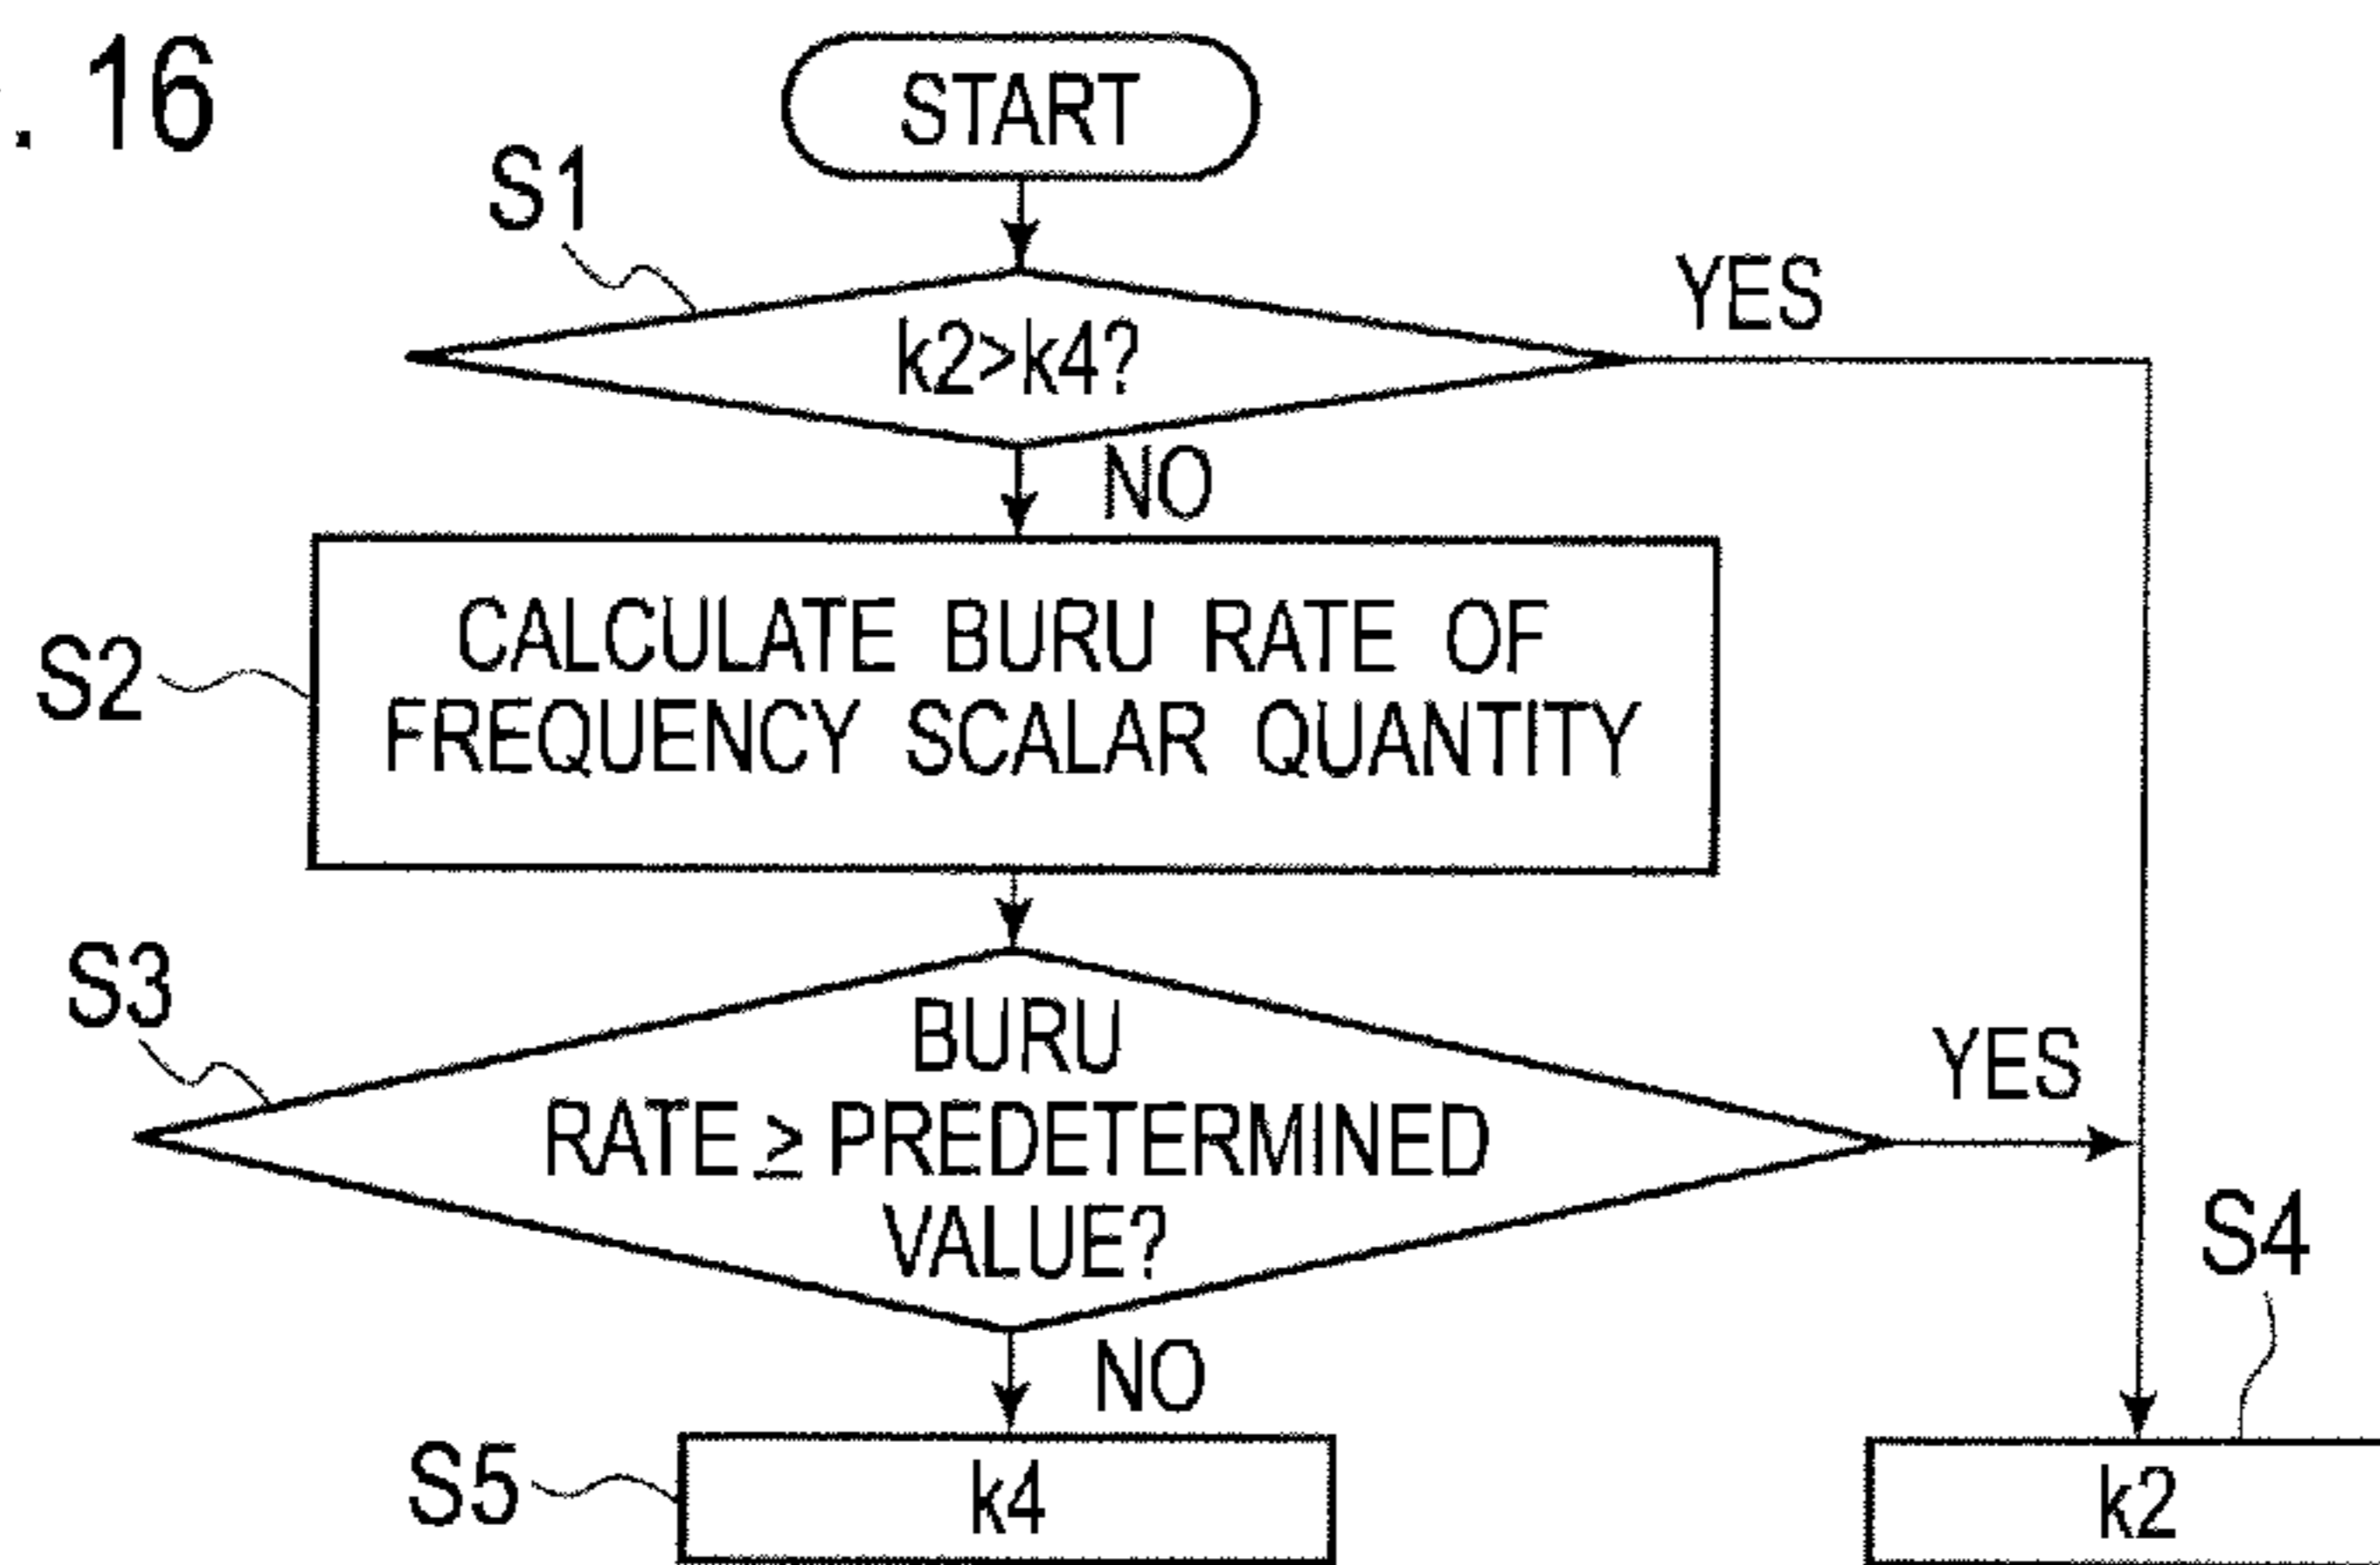 . 16
START
S1
k2>k4?
YES
NO
S2
CALCULATE BURU RATE OF
FREQUENCY SCALAR QUANTITY
S3
BURU
RATE ≥ PREDETERMINED
VALUE?
YES
NO
S4
S5
k4
k2